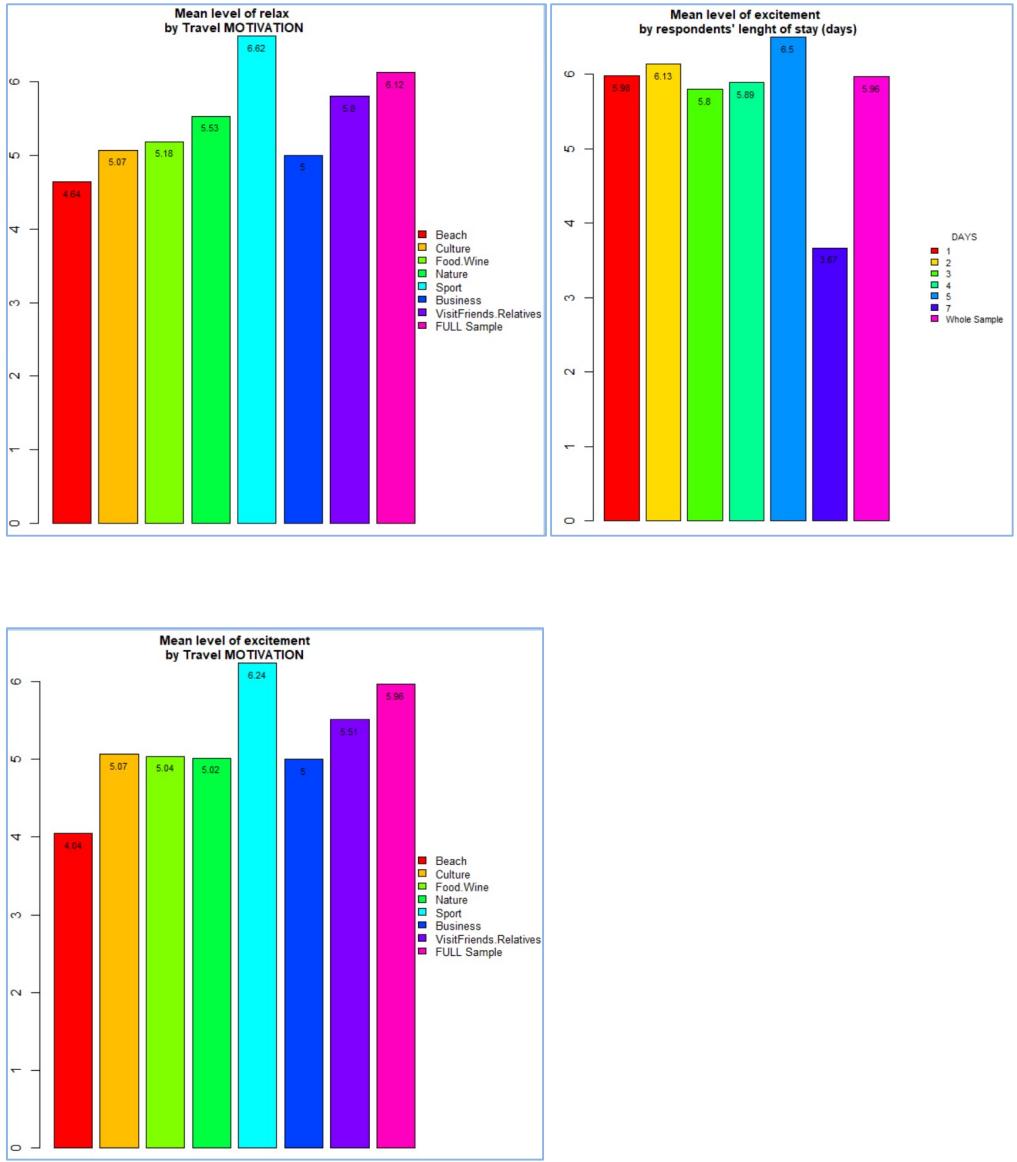 Mean level of relax
by Travel MOTIVATION
6.62
6.12
5.8
5.53
5.18
5.07
5
4.64
6
5
4
3
2
1
0
Beach
Culture
Food.Wine
Nature
Sport
Business
VisitFriends.Relatives
FULL Sample
Mean level of excitement
by respondents' lenght of stay (days)
5.98
6.13
5.8
5.89
6.5
3.67
5.96
6
5
4
3
2
1
0
DAYS
1
2
3
4
5
7
Whole Sample
Mean level of excitement
by Travel MOTIVATION
4.04
5.07
5.04
5.02
6.24
5
5.51
5.96
6
5
4
3
2
1
0
Beach
Culture
Food.Wine
Nature
Sport
Business
VisitFriends.Relatives
FULL Sample